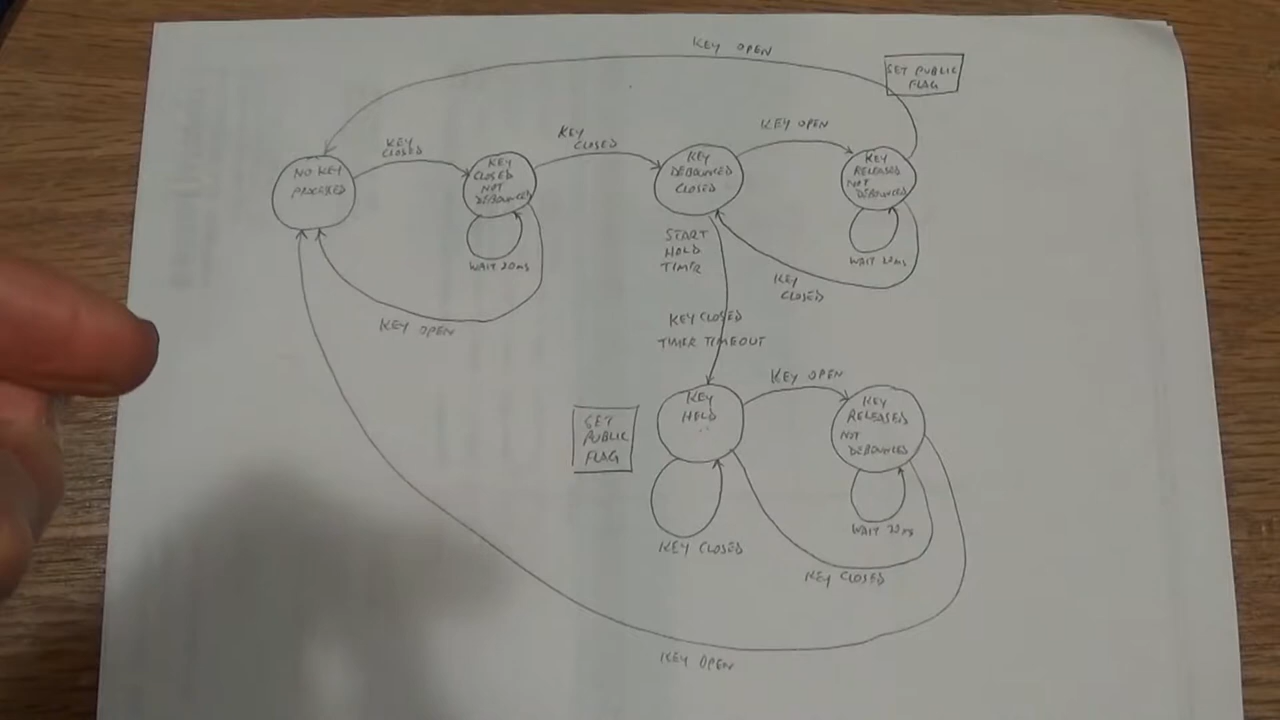 KEY OPEN
SET PUBLIC
FLAG
KEY
CLOSED
KEY
CLOSED
KEY OPEN
NO KEY
PROCESSED
KEY
CLOSED
NOT
DEBOUNCED
KEY
DEBOUNCED
CLOSED
KEY
RELEASED
NOT
DEBOUNCED
WAIT 20ms
START
HOLD
TIMER
WAIT 20ms
KEY
CLOSED
KEY OPEN
KEY CLOSED
TIMER TIMEOUT
KEY OPEN
SET
PUBLIC
FLAG
KEY
HELD
KEY
RELEASED
NOT
DEBOUNCED
WAIT 20ms
KEY CLOSED
KEY CLOSED
KEY OPEN